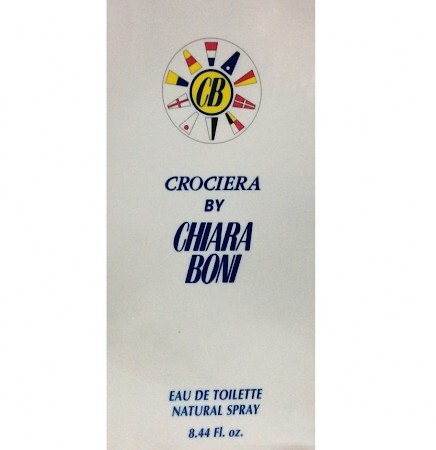 CB
CROCIERA
BY
CHIARA
BONI
EAU DE TOILETTE
NATURAL SPRAY
8.44 Fl. oz.